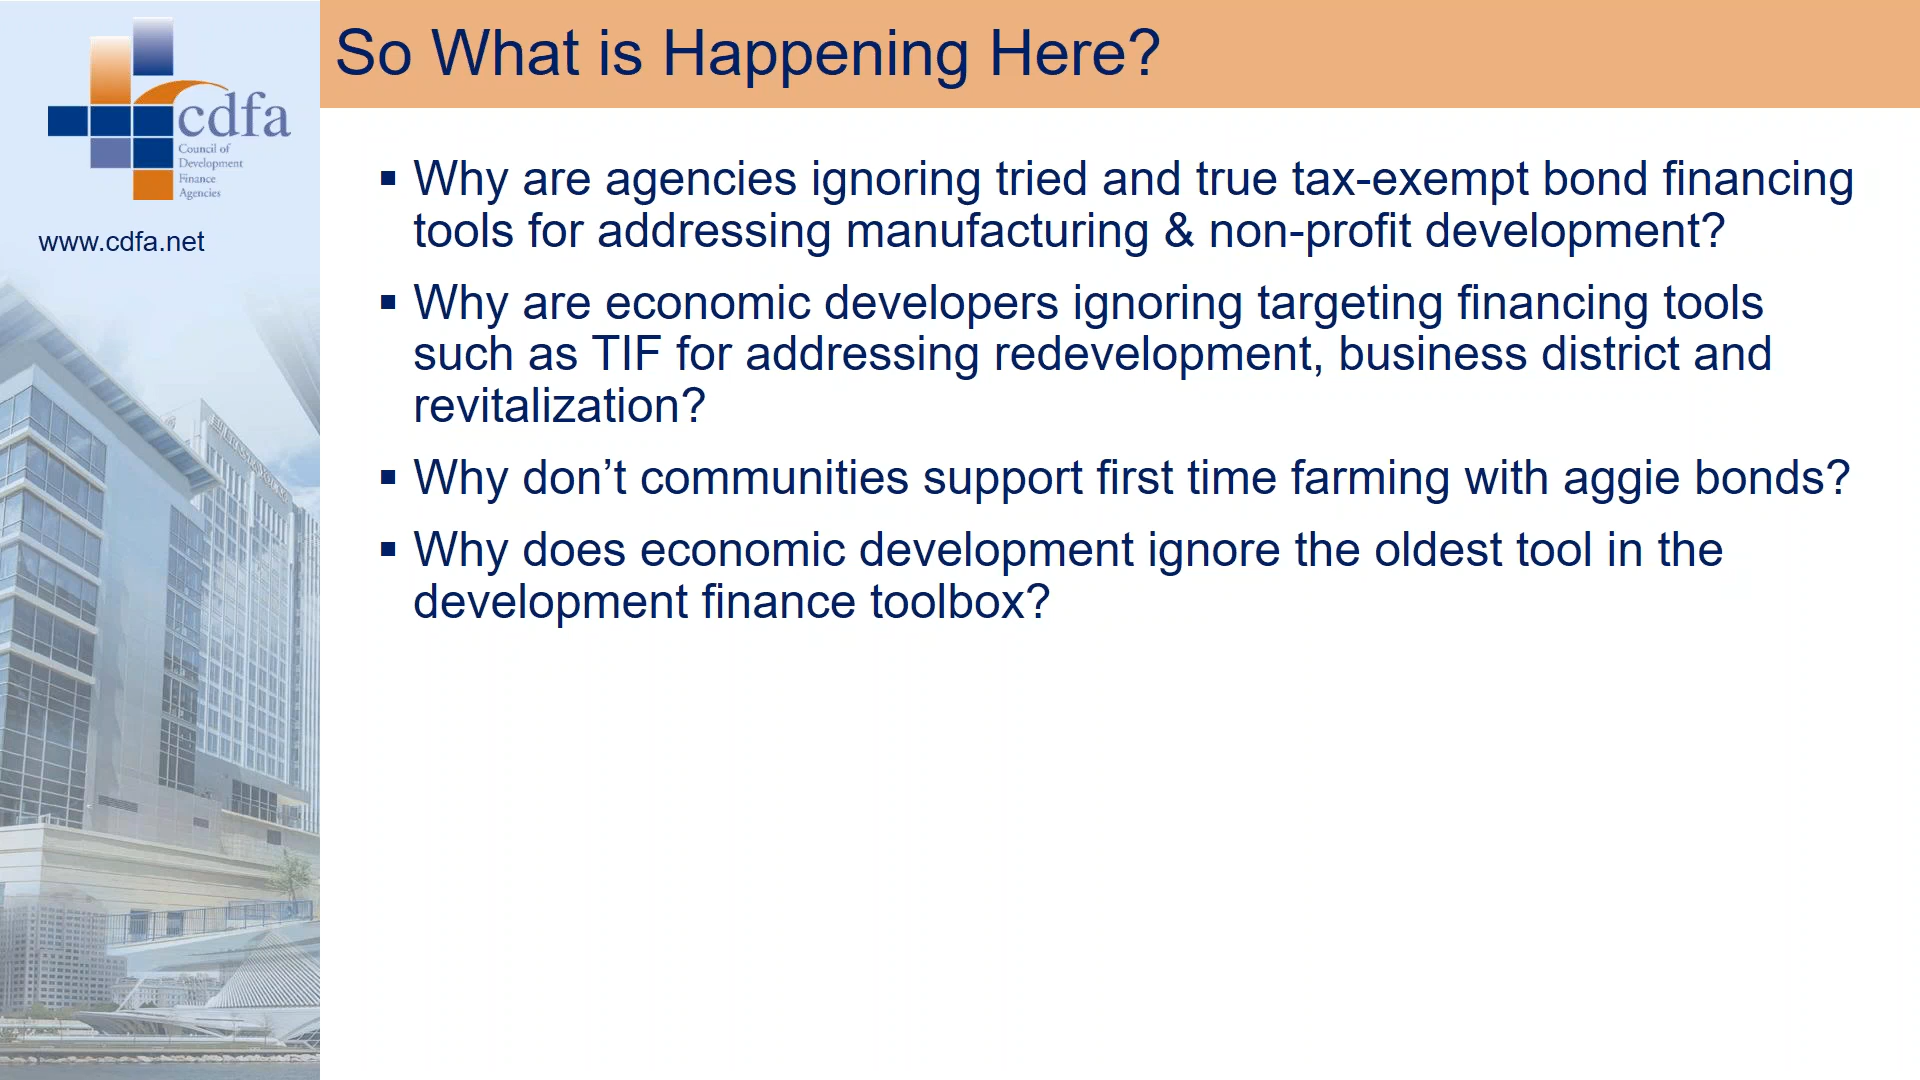 So What is Happening Here?
cdfa
Council of
Development
Finance
Agencies
www.cdfa.net
▪ Why are agencies ignoring tried and true tax-exempt bond financing
tools for addressing manufacturing & non-profit development?
▪ Why are economic developers ignoring targeting financing tools
such as TIF for addressing redevelopment, business district and
revitalization?
▪ Why don’t communities support first time farming with aggie bonds?
▪ Why does economic development ignore the oldest tool in the
development finance toolbox?
ERNST & YOUNG